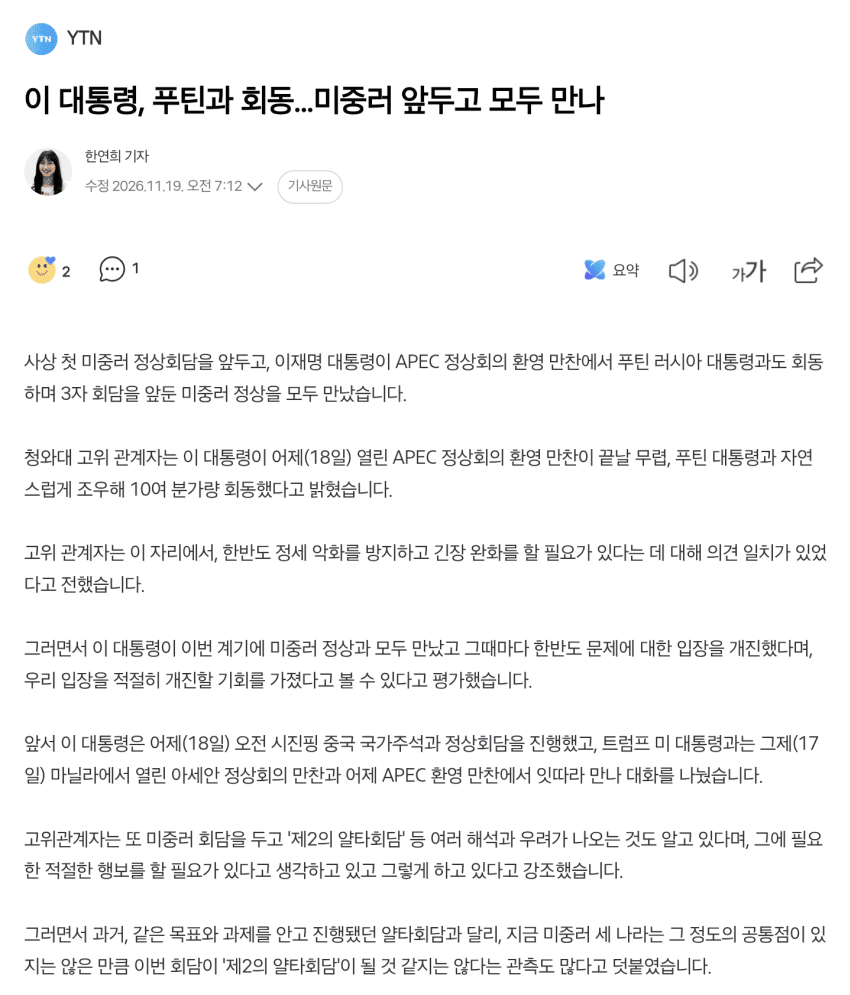 YTN
YTN
이 대통령, 푸틴과 회동...미중러 앞두고 모두 만나
한연희 기자
수정 2026.11.19. 오전 7:12
기사원문
2
1
요약
가가
사상 첫 미중러 정상회담을 앞두고, 이재명 대통령이 APEC 정상회의 환영 만찬에서 푸틴 러시아 대통령과도 회동
하며 3자 회담을 앞둔 미중러 정상을 모두 만났습니다.
청와대 고위 관계자는 이 대통령이 어제(18일) 열린 APEC 정상회의 환영 만찬이 끝날 무렵, 푸틴 대통령과 자연
스럽게 조우해 10여 분가량 회동했다고 밝혔습니다.
고위 관계자는 이 자리에서, 한반도 정세 악화를 방지하고 긴장 완화를 할 필요가 있다는 데 대해 의견 일치가 있었
다고 전했습니다.
그러면서 이 대통령이 이번 계기에 미중러 정상과 모두 만났고 그때마다 한반도 문제에 대한 입장을 개진했다며,
우리 입장을 적절히 개진할 기회를 가졌다고 볼 수 있다고 평가했습니다.
앞서 이 대통령은 어제(18일) 오전 시진핑 중국 국가주석과 정상회담을 진행했고, 트럼프 미 대통령과는 그제(17
일) 마닐라에서 열린 아세안 정상회의 만찬과 어제 APEC 환영 만찬에서 잇따라 만나 대화를 나눴습니다.
고위관계자는 또 미중러 회담을 두고 '제2의 얄타회담' 등 여러 해석과 우려가 나오는 것도 알고 있다며, 그에 필요
한 적절한 행보를 할 필요가 있다고 생각하고 있고 그렇게 하고 있다고 강조했습니다.
그러면서 과거, 같은 목표와 과제를 안고 진행됐던 얄타회담과 달리, 지금 미중러 세 나라는 그 정도의 공통점이 있
지는 않은 만큼 이번 회담이 '제2의 얄타회담'이 될 것 같지는 않다는 관측도 많다고 덧붙였습니다.